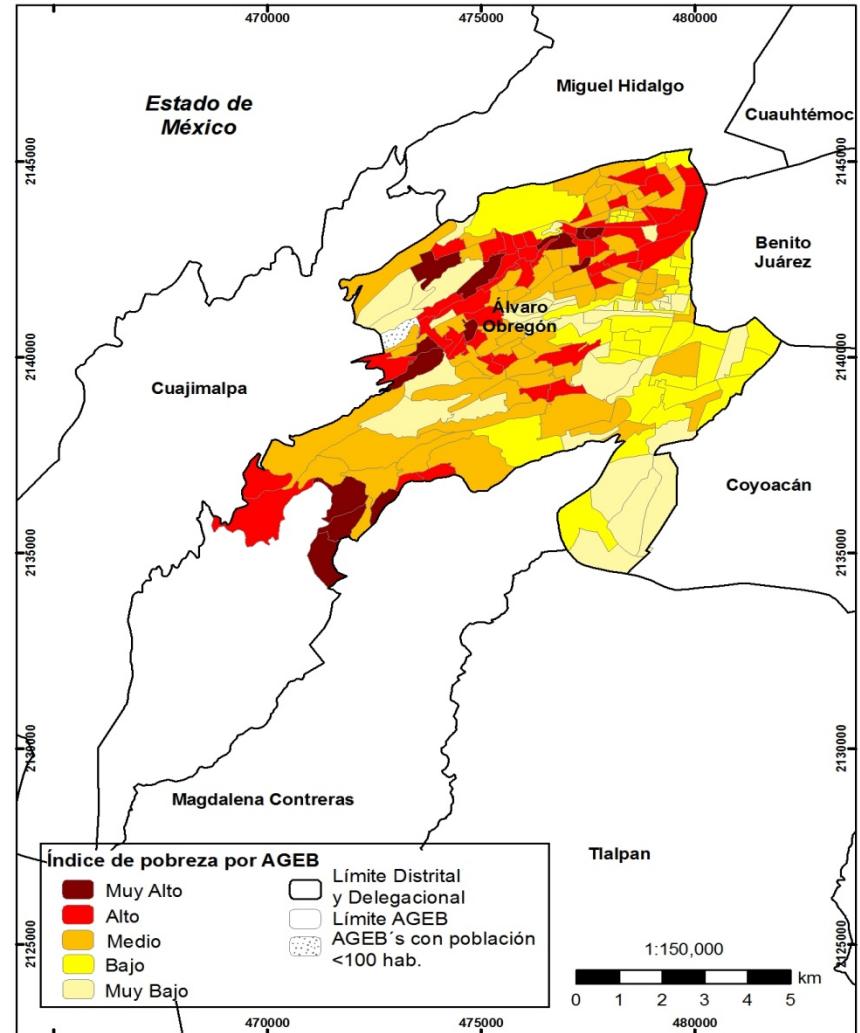 470000
475000
480000
Miguel Hidalgo
Estado de
México
Cuauhtémoc
2145000
2145000
Benito
Juárez
Álvaro
Obregón
2140000
2140000
Cuajimalpa
Coyoacán
2135000
2135000
2130000
2130000
Magdalena Contreras
Tlalpan
Índice de pobreza por AGEB
Muy Alto
Alto
Medio
Bajo
Muy Bajo
Límite Distrital
y Delegacional
Límite AGEB
AGEB´s con población
<100 hab.
2125000
2125000
1:150,000
km
0 1 2 3 4 5
470000
475000
480000